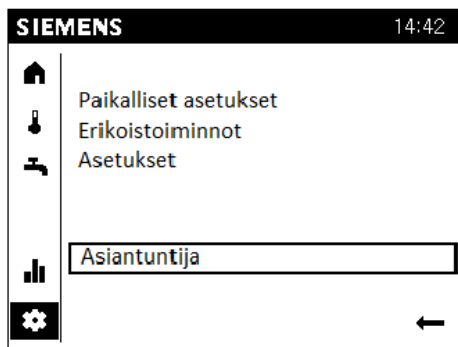 SIEMENS 14:42
Paikalliset asetukset
Erikoistoiminnot
Asetukset
Asiantuntija